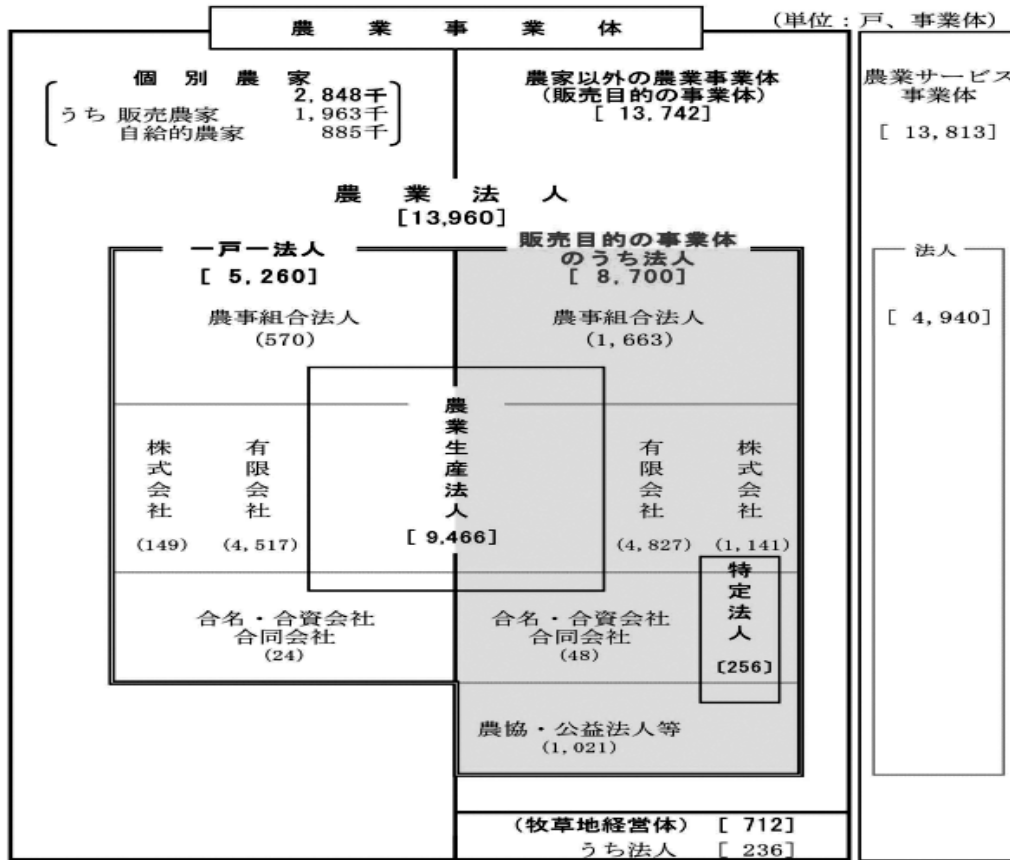 農業事業体
(単位：戸、事業体)
個別農家
2,848千
うち 販売農家 1,963千
自給的農家 885千
農家以外の農業事業体
(販売目的の事業体)
[ 13,742]
農業サービス
事業体
[ 13,813]
農業法人
[13,960]
一戸一法人
[ 5,260]
販売目的の事業体
のうち法人
[ 8,700]
法人
[ 4,940]
農事組合法人
(570)
農事組合法人
(1,663)
農業生産法人
[ 9,466]
株式会社
(149)
有限会社
(4,517)
有限会社
(4,827)
株式会社
(1,141)
特定法人
[256]
合名・合資会社
合同会社
(24)
合名・合資会社
合同会社
(48)
農協・公益法人等
(1,021)
(牧草地経営体) [ 712]
うち法人 [ 236]